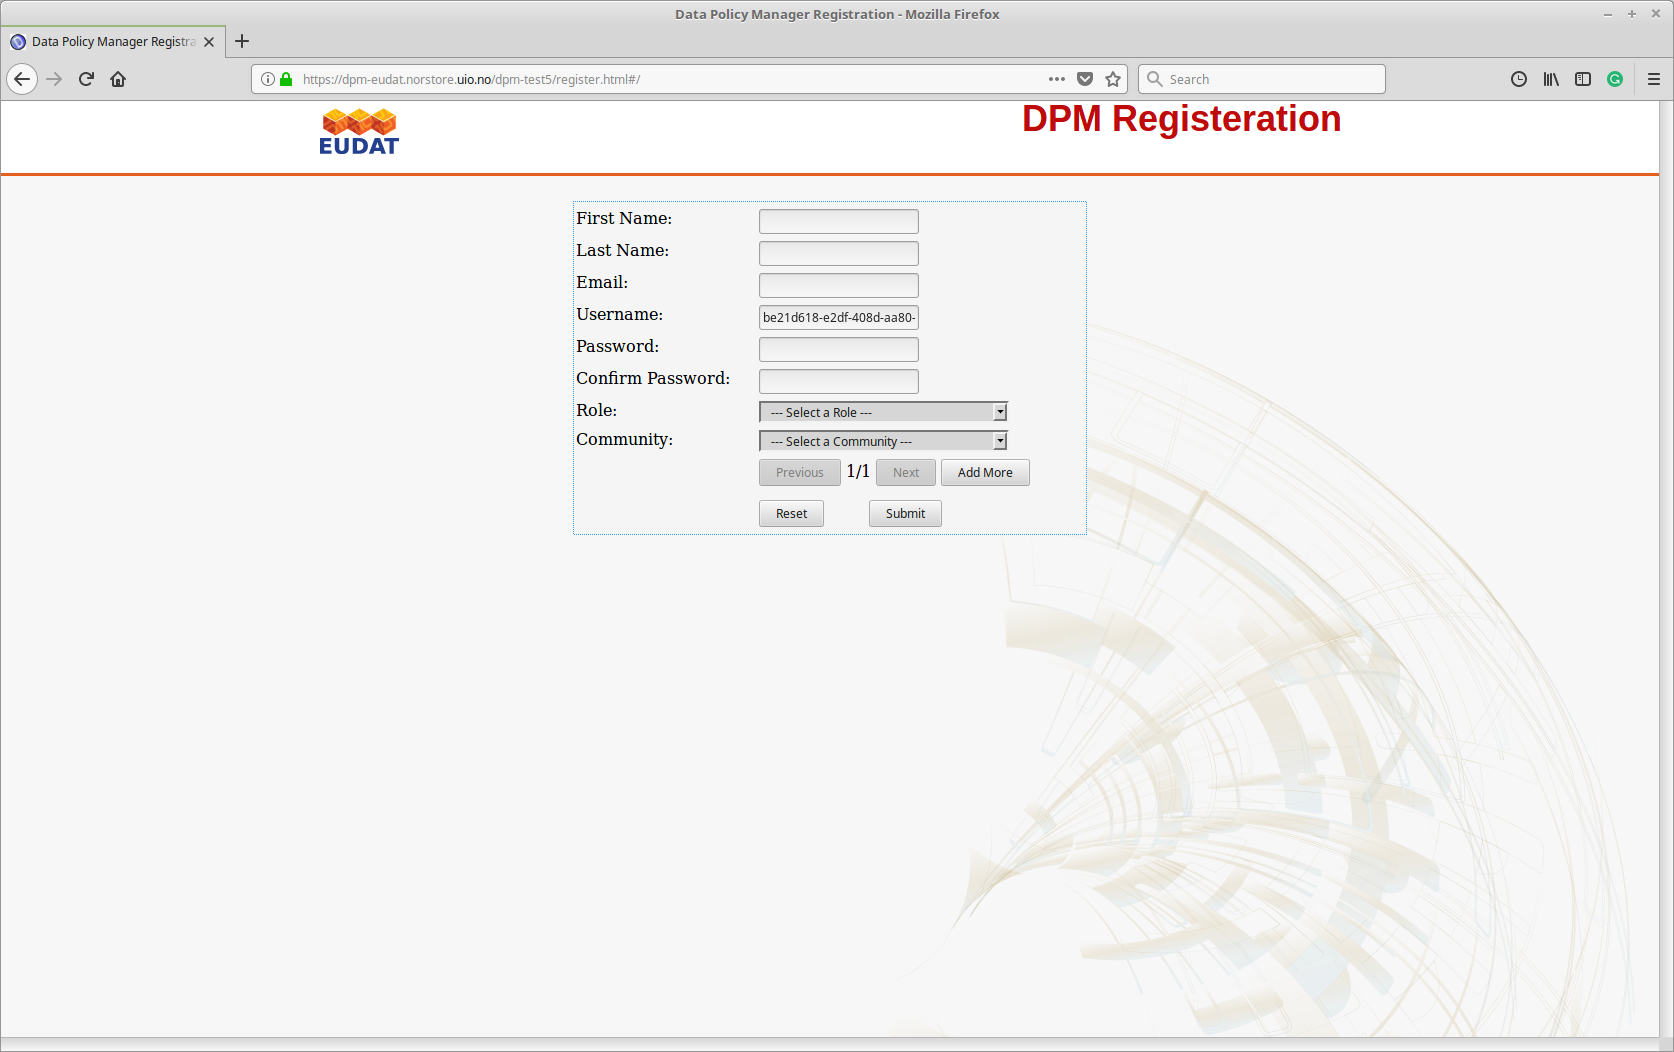 Data Policy Manager Registration - Mozilla Firefox
Data Policy Manager Registra
https://dpm-eudat.norstore.uio.no/dpm-test5/register.html#/
Search
EUDAT
DPM Registeration
First Name:
Last Name:
Email:
Username: be21d618-e2df-408d-aa80-
Password:
Confirm Password:
Role: --- Select a Role ---
Community: --- Select a Community ---
Previous 1/1 Next Add More
Reset Submit